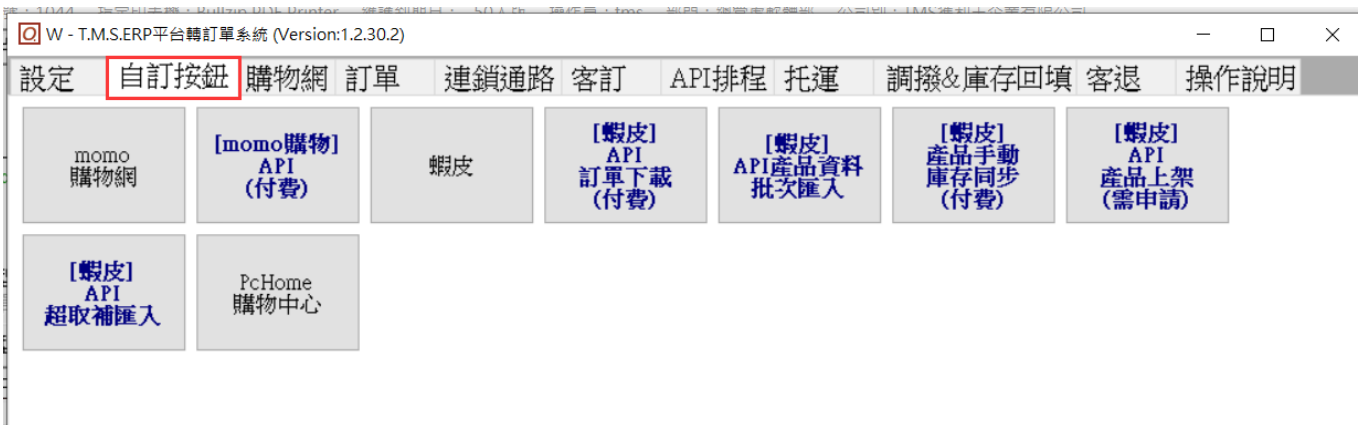 W - T.M.S.ERP平台轉訂單系統 (Version:1.2.30.2)
設定 自訂按鈕 購物網 訂單 連鎖通路 客訂 API排程 托運 調撥&庫存回填 客退 操作說明
momo
購物網
[momo購物]
API
(付費)
蝦皮
[蝦皮]
API
訂單下載
(付費)
[蝦皮]
API產品資料
批次匯入
[蝦皮]
產品手動
庫存同步
(付費)
[蝦皮]
API
產品上架
(需申請)
[蝦皮]
API
超取補匯入
PcHome
購物中心